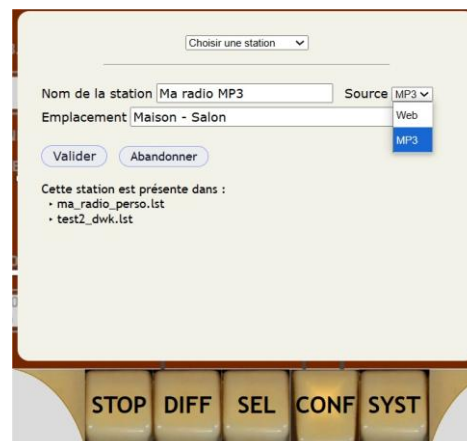 Choisir une station
Nom de la station Ma radio MP3 Source MP3
Emplacement Maison - Salon
Web
MP3
Valider Abandonner
Cette station est présente dans :
• ma_radio_perso.lst
• test2_dwk.lst
STOP DIFF SEL CONF SYST